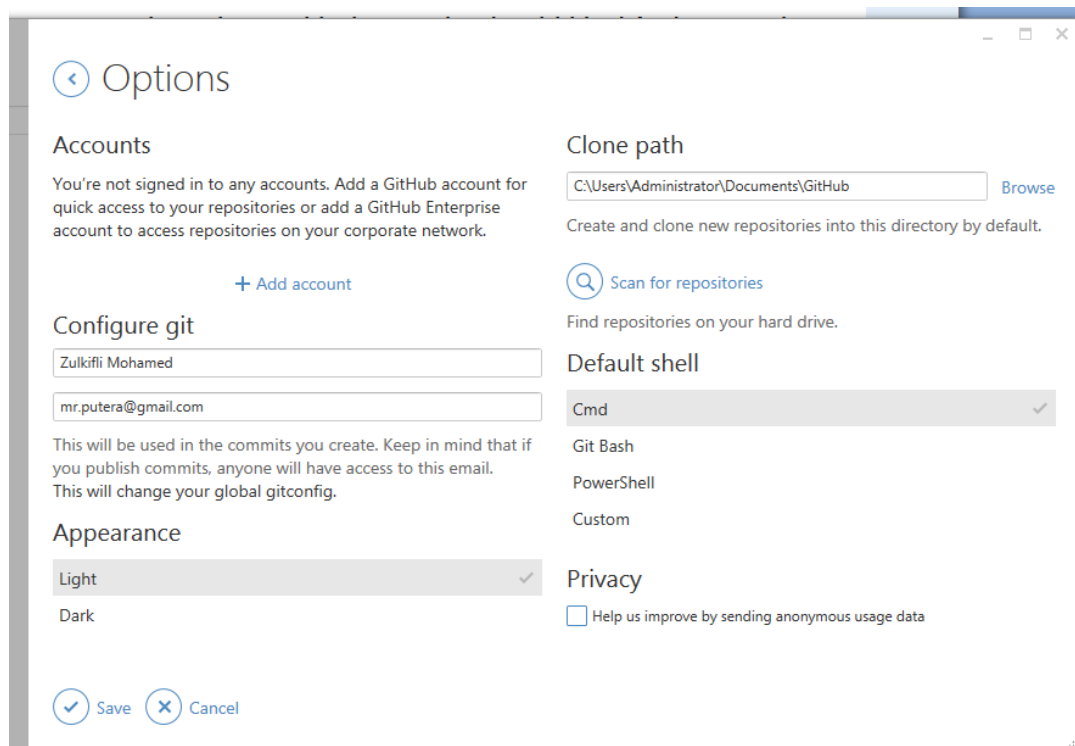 Options
Accounts
You're not signed in to any accounts. Add a GitHub account for
quick access to your repositories or add a GitHub Enterprise
account to access repositories on your corporate network.
+ Add account
Configure git
Zulkifli Mohamed
mr.putera@gmail.com
This will be used in the commits you create. Keep in mind that if
you publish commits, anyone will have access to this email.
This will change your global gitconfig.
Appearance
Light
Dark
Save
Cancel
Clone path
C:\Users\Administrator\Documents\GitHub
Browse
Create and clone new repositories into this directory by default.
Scan for repositories
Find repositories on your hard drive.
Default shell
Cmd
Git Bash
PowerShell
Custom
Privacy
Help us improve by sending anonymous usage data